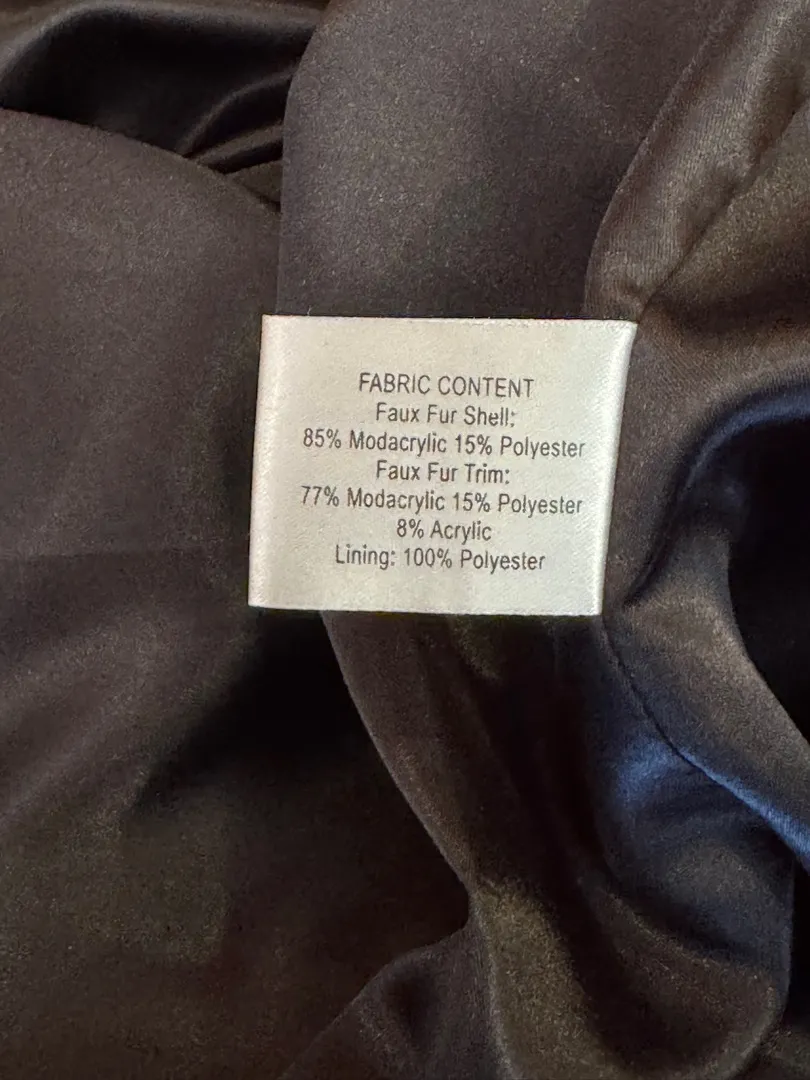 FABRIC CONTENT
Faux Fur Shell:
85% Modacrylic 15% Polyester
Faux Fur Trim:
77% Modacrylic 15% Polyester
8% Acrylic
Lining: 100% Polyester